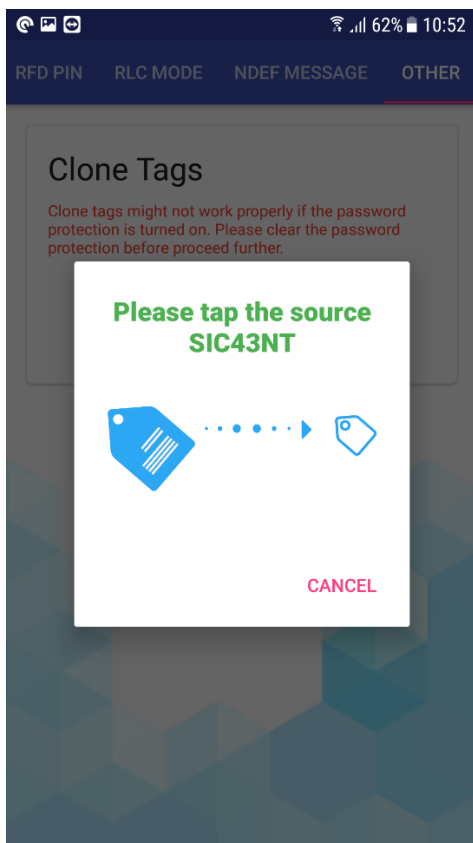 62% 10:52
RFD PIN RLC MODE NDEF MESSAGE OTHER
Clone Tags
Clone tags might not work properly if the password
protection is turned on. Please clear the password
protection before proceed further.
Please tap the source
SIC43NT
CANCEL